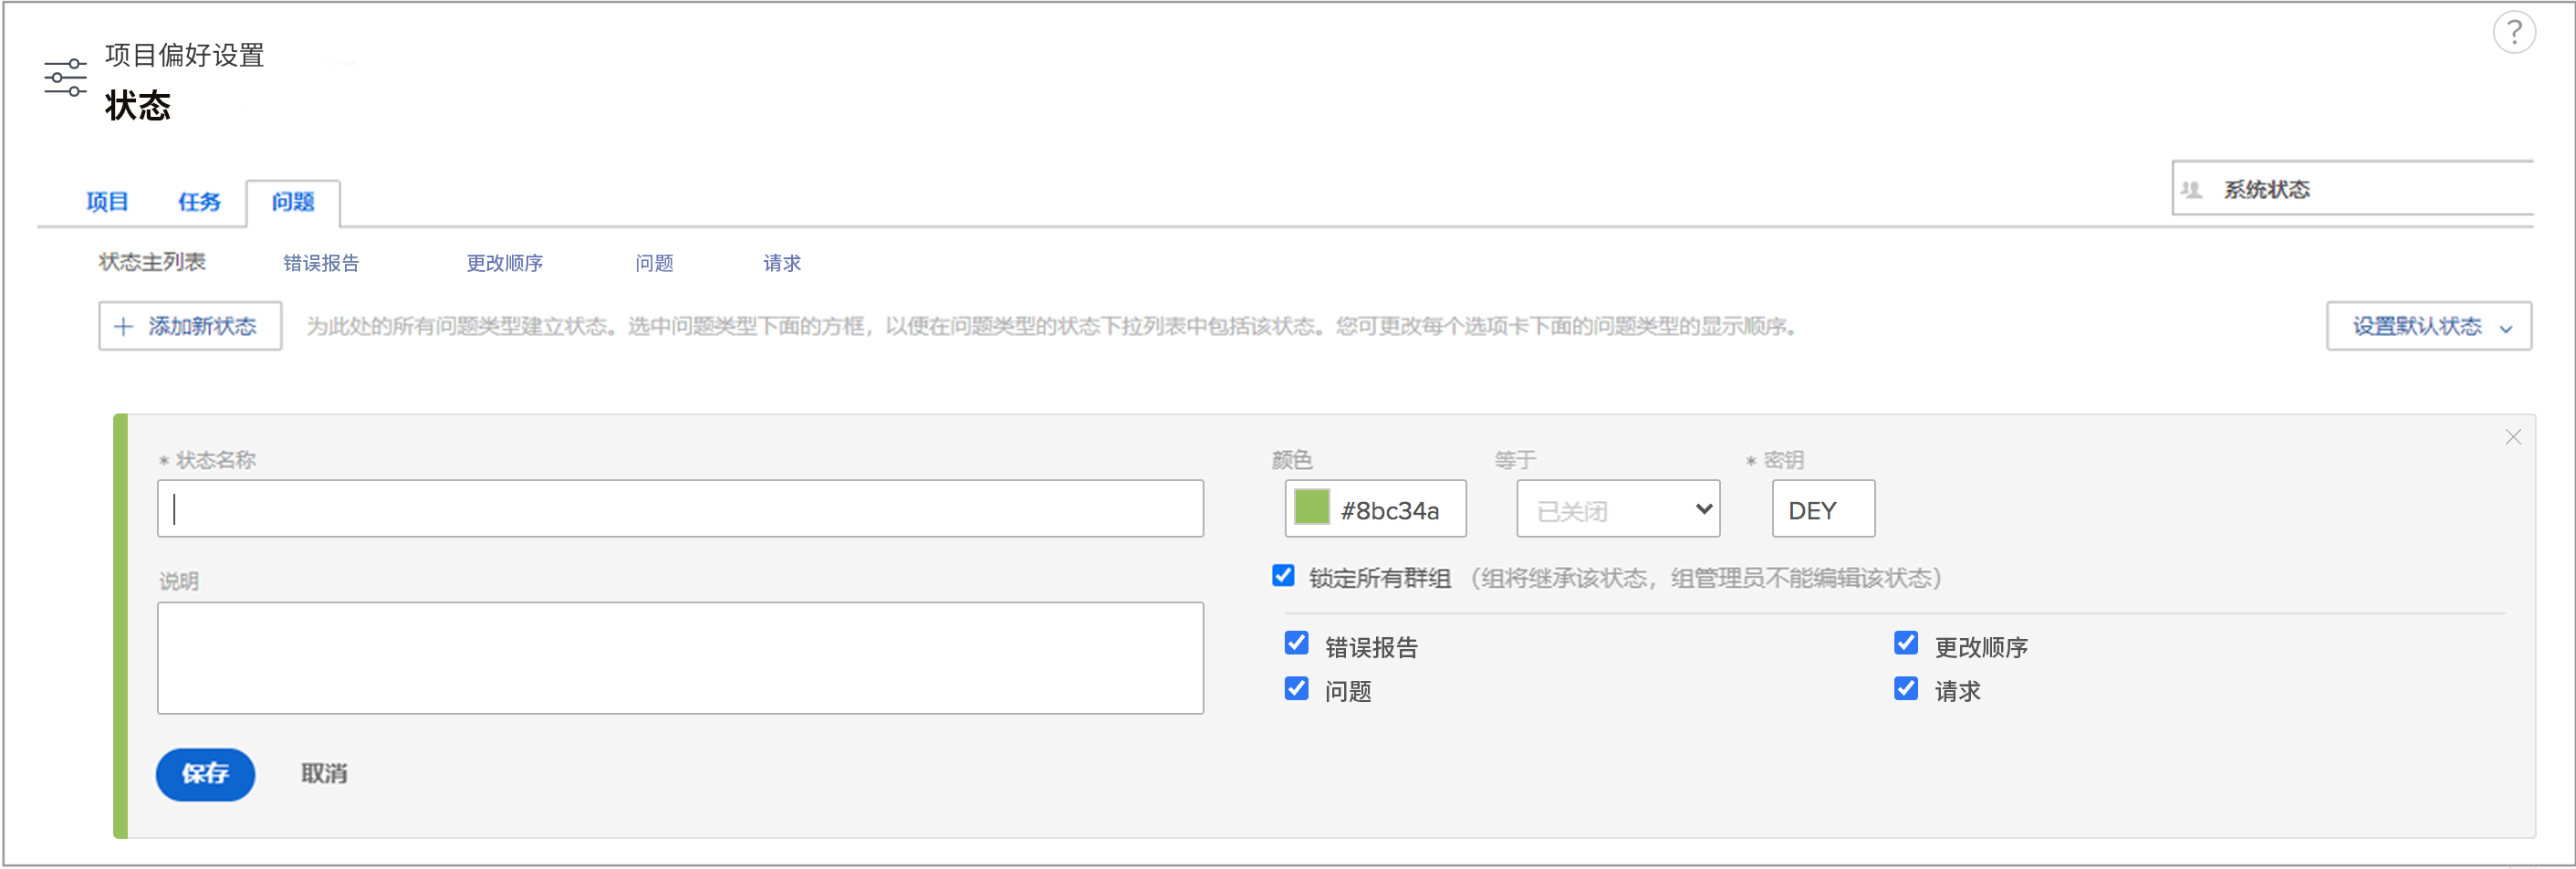 项目偏好设置
?
状态
项目 任务 问题
系统状态
状态主列表 错误报告 更改顺序 问题 请求
+ 添加新状态 为此处的所有问题类型建立状态。选中问题类型下面的方框，以便在问题类型的状态下拉列表中包括该状态。您可更改每个选项卡下面的问题类型的显示顺序。 设置默认状态
* 状态名称 颜色 等于 * 密钥
#8bc34a 已关闭 DEY
说明
锁定所有群组 （组将继承该状态，组管理员不能编辑该状态）
错误报告 更改顺序
问题 请求
保存 取消